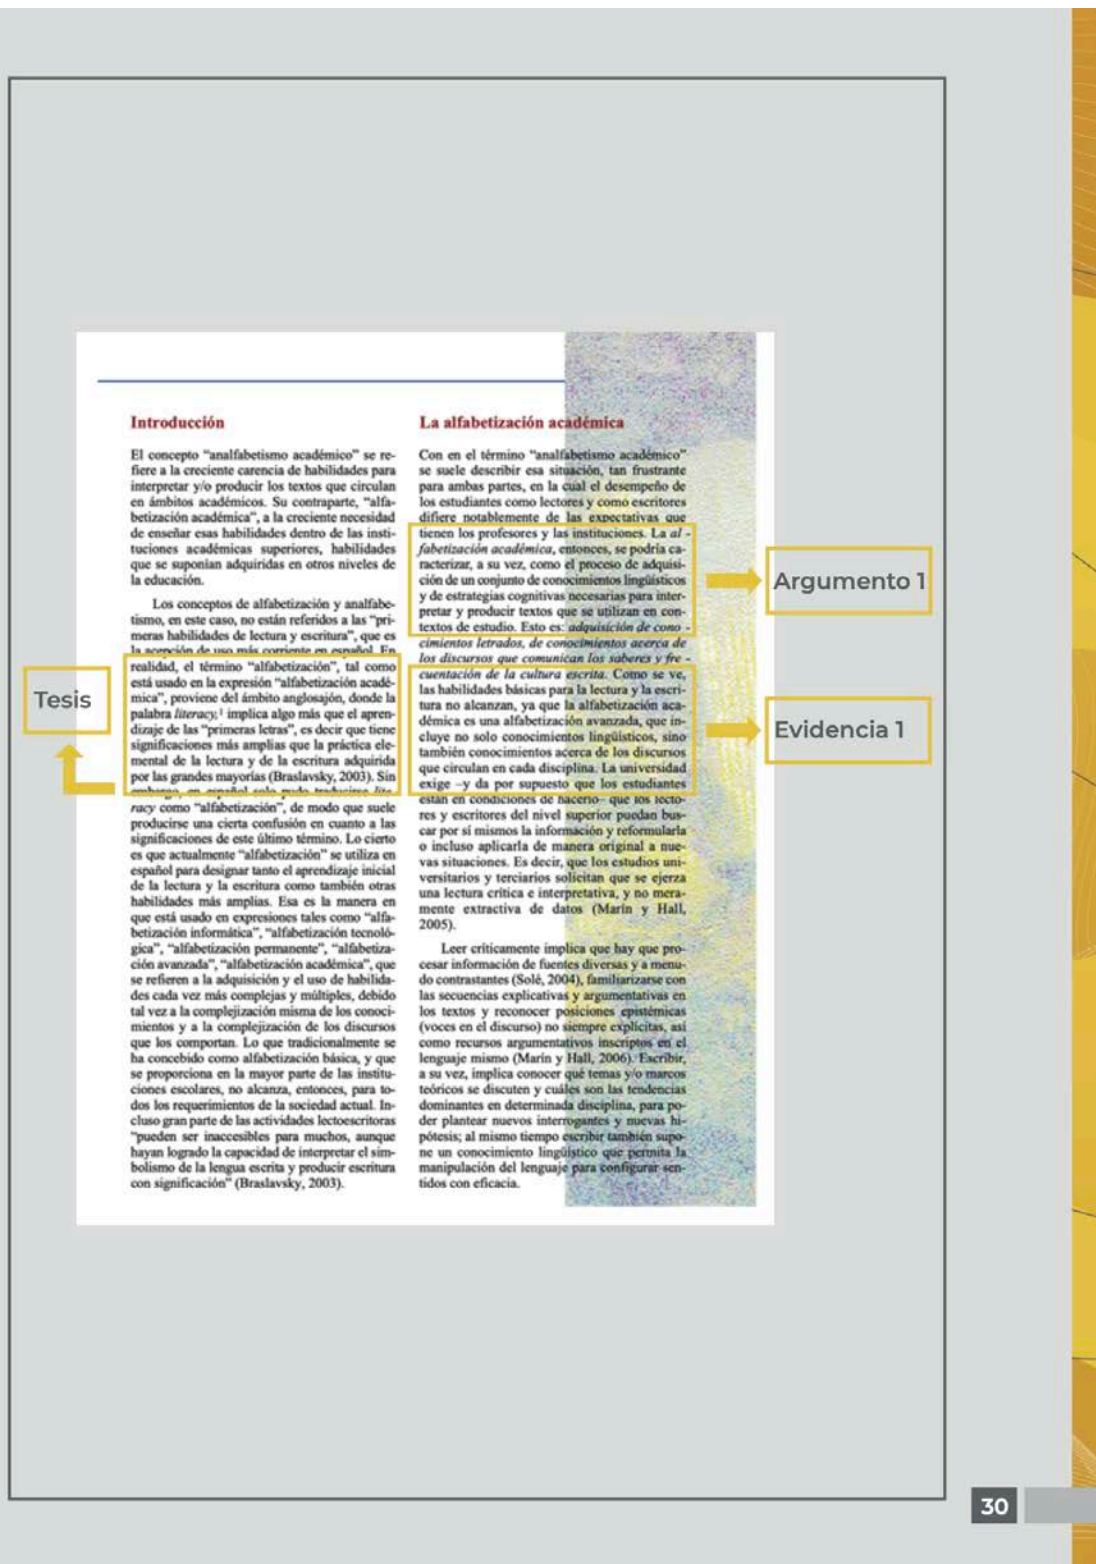 Introducción
El concepto “analfabetismo académico” se re-
fiere a la creciente carencia de habilidades para
interpretar y/o producir los textos que circulan
en ámbitos académicos. Su contraparte, “alfa-
betización académica”, a la creciente necesidad
de enseñar esas habilidades dentro de las insti-
tuciones académicas superiores, habilidades
que se suponían adquiridas en otros niveles de
la educación.
Los conceptos de alfabetización y analfabe-
tismo, en este caso, no están referidos a las “pri-
meras habilidades de lectura y escritura”, que es
la acepción de uso más corriente en español. En
realidad, el término “alfabetización”, tal como
está usado en la expresión “alfabetización acadé-
mica”, proviene del ámbito anglosajón, donde la
palabra literacy,¹ implica algo más que el apren-
dizaje de las “primeras letras”, es decir que tiene
significaciones más amplias que la práctica ele-
mental de la lectura y de la escritura adquirida
por las grandes mayorías (Braslavsky, 2003). Sin
embargo, en español solo pudo traducirse lite-
racy como “alfabetización”, de modo que suele
producirse una cierta confusión en cuanto a las
significaciones de este último término. Lo cierto
es que actualmente “alfabetización” se utiliza en
español para designar tanto el aprendizaje inicial
de la lectura y la escritura como también otras
habilidades más amplias. Esa es la manera en
que está usado en expresiones tales como “alfa-
betización informática”, “alfabetización tecnoló-
gica”, “alfabetización permanente”, “alfabetiza-
ción avanzada”, “alfabetización académica”, que
se refieren a la adquisición y el uso de habilida-
des cada vez más complejas y múltiples, debido
tal vez a la complejización misma de los conoci-
mientos y a la complejización de los discursos
que los comportan. Lo que tradicionalmente se
ha concebido como alfabetización básica, y que
se proporciona en la mayor parte de las institu-
ciones escolares, no alcanza, entonces, para to-
dos los requerimientos de la sociedad actual. In-
cluso gran parte de las actividades lectoescritoras
“pueden ser inaccesibles para muchos, aunque
hayan logrado la capacidad de interpretar el sim-
bolismo de la lengua escrita y producir escritura
con significación” (Braslavsky, 2003).
Tesis
La alfabetización académica
Con en el término “analfabetismo académico”
se suele describir esa situación, tan frustrante
para ambas partes, en la cual el desempeño de
los estudiantes como lectores y como escritores
difiere notablemente de las expectativas que
tienen los profesores y las instituciones. La al -
fabetización académica, entonces, se podría ca-
racterizar, a su vez, como el proceso de adquisi-
ción de un conjunto de conocimientos lingüísticos
y de estrategias cognitivas necesarias para inter-
pretar y producir textos que se utilizan en con-
textos de estudio. Esto es: adquisición de cono -
cimientos letrados, de conocimientos acerca de
los discursos que comunican los saberes y fre -
cuentación de la cultura escrita. Como se ve,
las habilidades básicas para la lectura y la escri-
tura no alcanzan, ya que la alfabetización aca-
démica es una alfabetización avanzada, que in-
cluye no solo conocimientos lingüísticos, sino
también conocimientos acerca de los discursos
que circulan en cada disciplina. La universidad
exige –y da por supuesto que los estudiantes
están en condiciones de hacerlo– que los lecto-
res y escritores del nivel superior puedan bus-
car por sí mismos la información y reformularla
o incluso aplicarla de manera original a nue-
vas situaciones. Es decir, que los estudios uni-
versitarios y terciarios solicitan que se ejerza
una lectura crítica e interpretativa, y no mera-
mente extractiva de datos (Marín y Hall,
2005).
Leer críticamente implica que hay que pro-
cesar información de fuentes diversas y a menu-
do contrastantes (Solé, 2004), familiarizarse con
las secuencias explicativas y argumentativas en
los textos y reconocer posiciones epistémicas
(voces en el discurso) no siempre explícitas, así
como recursos argumentativos inscriptos en el
lenguaje mismo (Marín y Hall, 2006). Escribir,
a su vez, implica conocer qué temas y/o marcos
teóricos se discuten y cuáles son las tendencias
dominantes en determinada disciplina, para po-
der plantear nuevos interrogantes y nuevas hi-
pótesis; al mismo tiempo escribir también supo-
ne un conocimiento lingüístico que permita la
manipulación del lenguaje para configurar sen-
tidos con eficacia.
Argumento 1
Evidencia 1
30